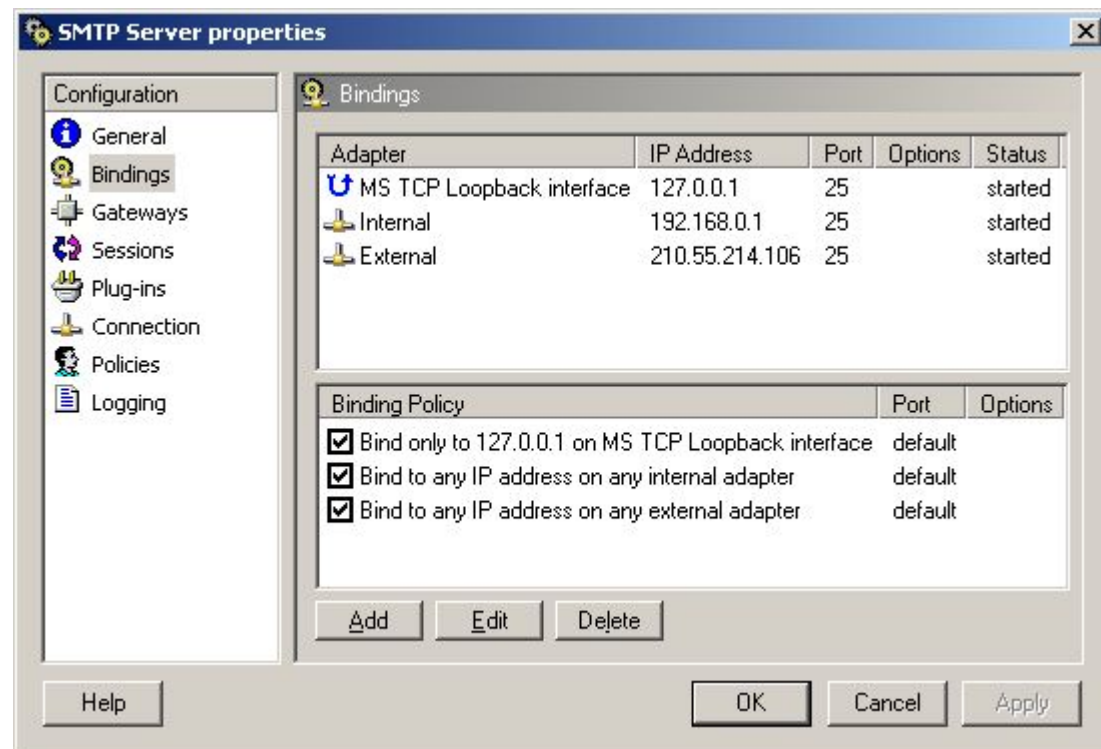 SMTP Server properties
Configuration
General
Bindings
Gateways
Sessions
Plug-ins
Connection
Policies
Logging
Bindings
Adapter IP Address Port Options Status
MS TCP Loopback interface 127.0.0.1 25 started
Internal 192.168.0.1 25 started
External 210.55.214.106 25 started
Binding Policy Port Options
Bind only to 127.0.0.1 on MS TCP Loopback interface default
Bind to any IP address on any internal adapter default
Bind to any IP address on any external adapter default
Add Edit Delete
Help OK Cancel Apply